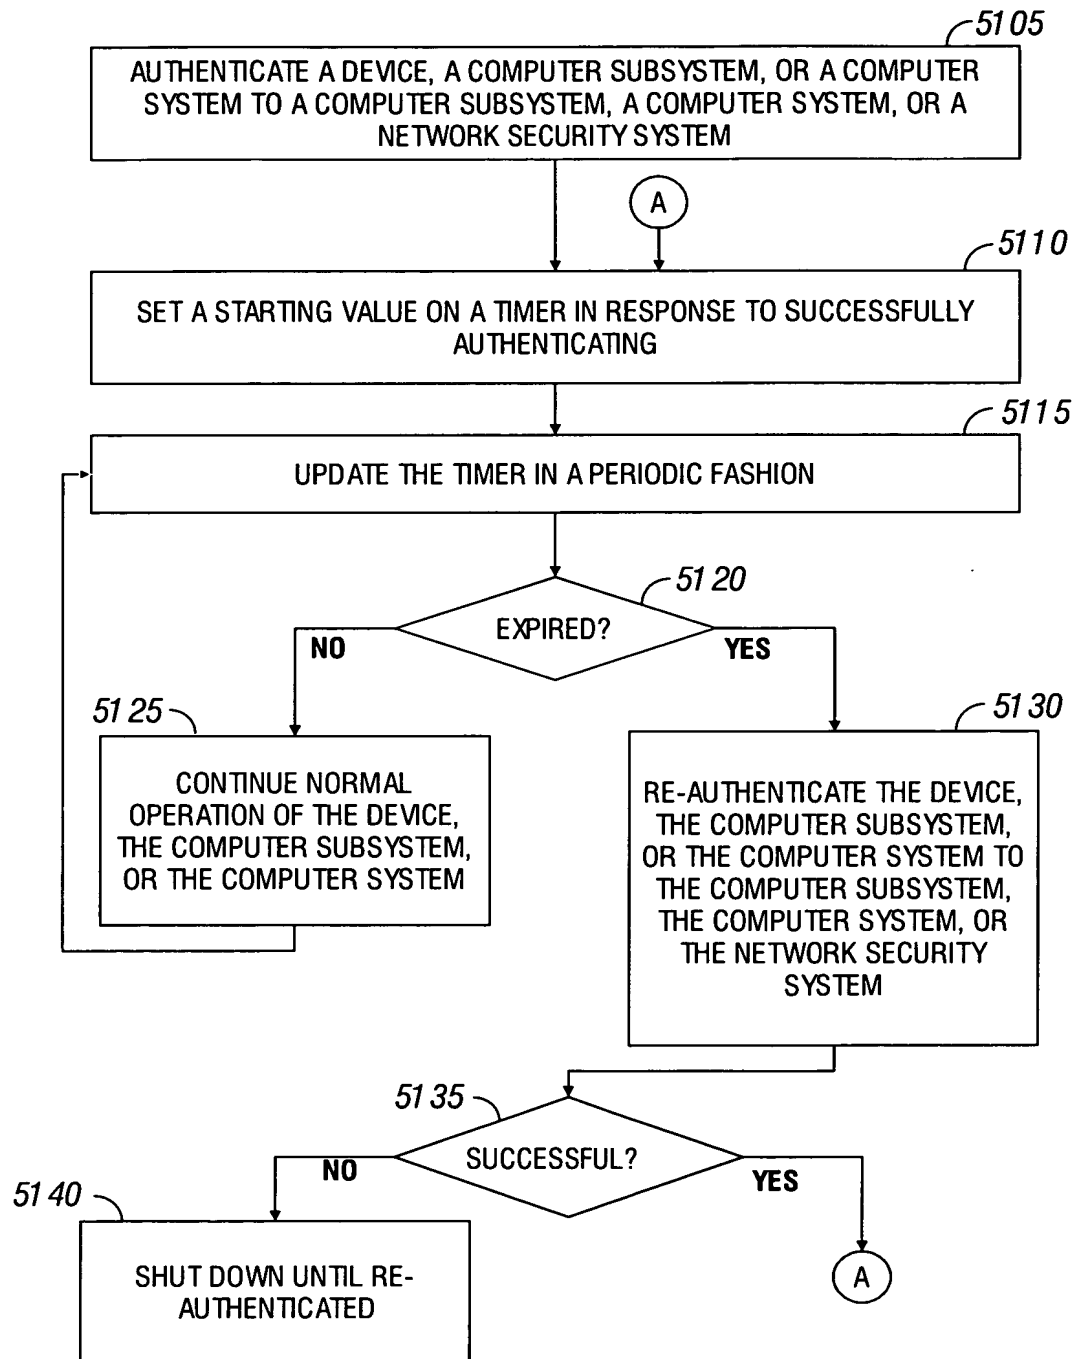 5105
AUTHENTICATE A DEVICE, A COMPUTER SUBSYSTEM, OR A COMPUTER
SYSTEM TO A COMPUTER SUBSYSTEM, A COMPUTER SYSTEM, OR A
NETWORK SECURITY SYSTEM
A
5110
SET A STARTING VALUE ON A TIMER IN RESPONSE TO SUCCESSFULLY
AUTHENTICATING
5115
UPDATE THE TIMER IN A PERIODIC FASHION
5120
EXPIRED?
NO
YES
5125
CONTINUE NORMAL
OPERATION OF THE DEVICE,
THE COMPUTER SUBSYSTEM,
OR THE COMPUTER SYSTEM
5130
RE-AUTHENTICATE THE DEVICE,
THE COMPUTER SUBSYSTEM,
OR THE COMPUTER SYSTEM TO
THE COMPUTER SUBSYSTEM,
THE COMPUTER SYSTEM, OR
THE NETWORK SECURITY
SYSTEM
5135
SUCCESSFUL?
NO
YES
5140
SHUT DOWN UNTIL RE-
AUTHENTICATED
A